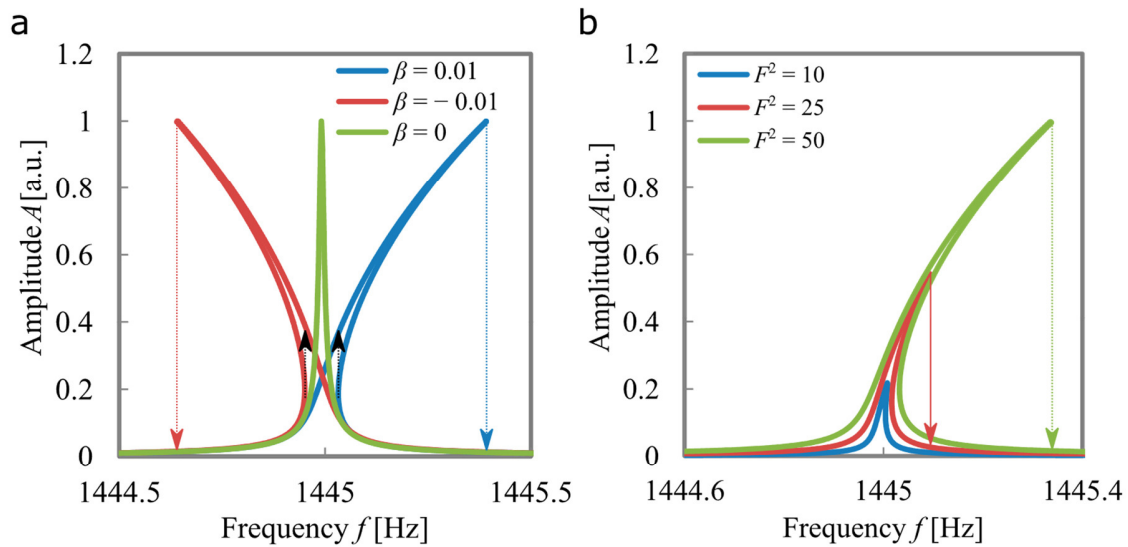 a
1.2
1
0.8
0.6
0.4
0.2
0
Amplitude A [a.u.]
β = 0.01
β = – 0.01
β = 0
1444.5
1445
1445.5
Frequency f [Hz]
b
1.2
1
0.8
0.6
0.4
0.2
0
Amplitude A [a.u.]
F² = 10
F² = 25
F² = 50
1444.6
1445
1445.4
Frequency f [Hz]